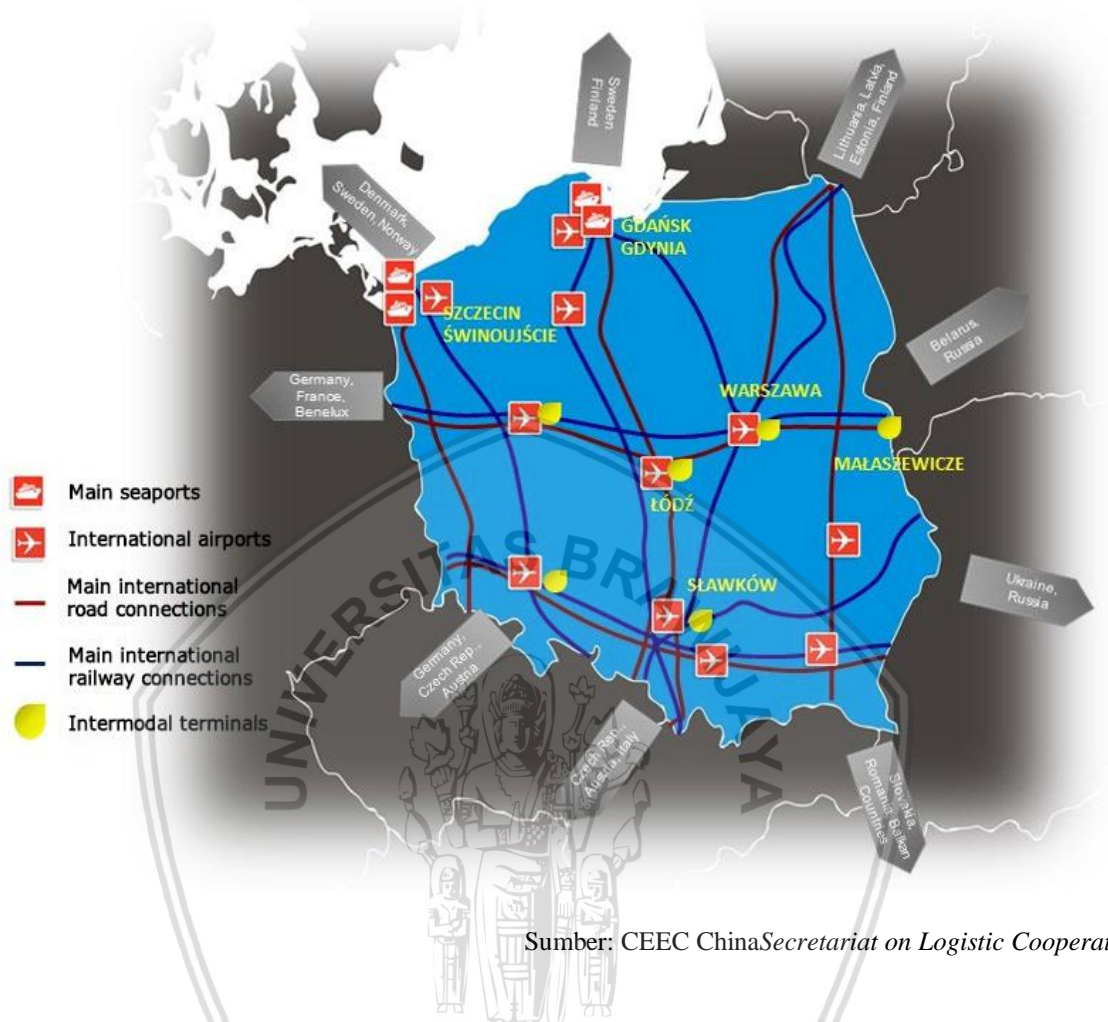 Sweden
Finland
Lithuania, Latvia,
Estonia, Finland
Denmark,
Sweden, Norway
GDAŃSK
GDYNIA
SZCZECIN
ŚWINOUJŚCIE
Belarus,
Russia
Germany,
France,
Benelux
WARSZAWA
MAŁASZEWICZE
ŁÓDŹ
Main seaports
International airports
Main international
road connections
Main international
railway connections
Intermodal terminals
SŁAWKÓW
Ukraine,
Russia
Germany,
Czech Rep.,
Austria
Czech Rep.,
Austria, Italy
Slovakia,
Romania, Balkan
Countries
UNIVERSITAS BRAWIJAYA
Sumber: CEEC ChinaSecretariat on Logistic Cooperat